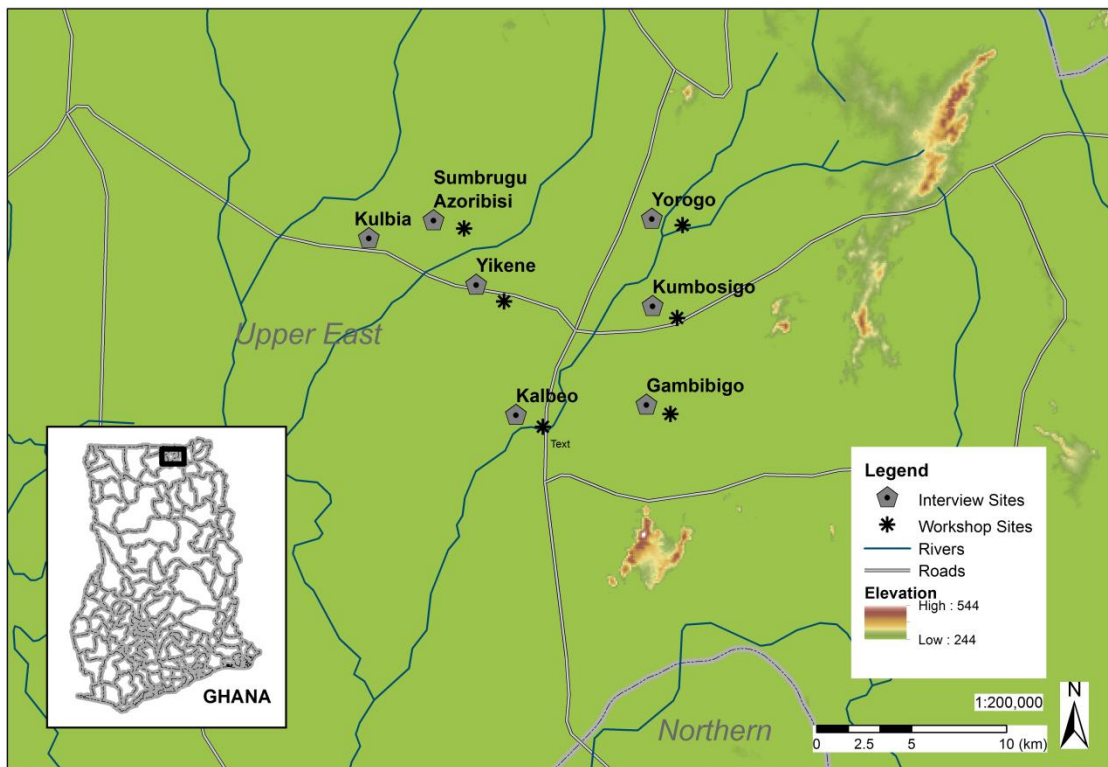 Sumbrugu
Azoribisi
Kulbia
Yorogo
Yikene
Kumbosigo
Upper East
Kalbeo
Gambibigo
Text
Legend
Interview Sites
Workshop Sites
Rivers
Roads
Elevation
High : 544
Low : 244
GHANA
Northern
1:200,000
N
0 2.5 5 10 (km)